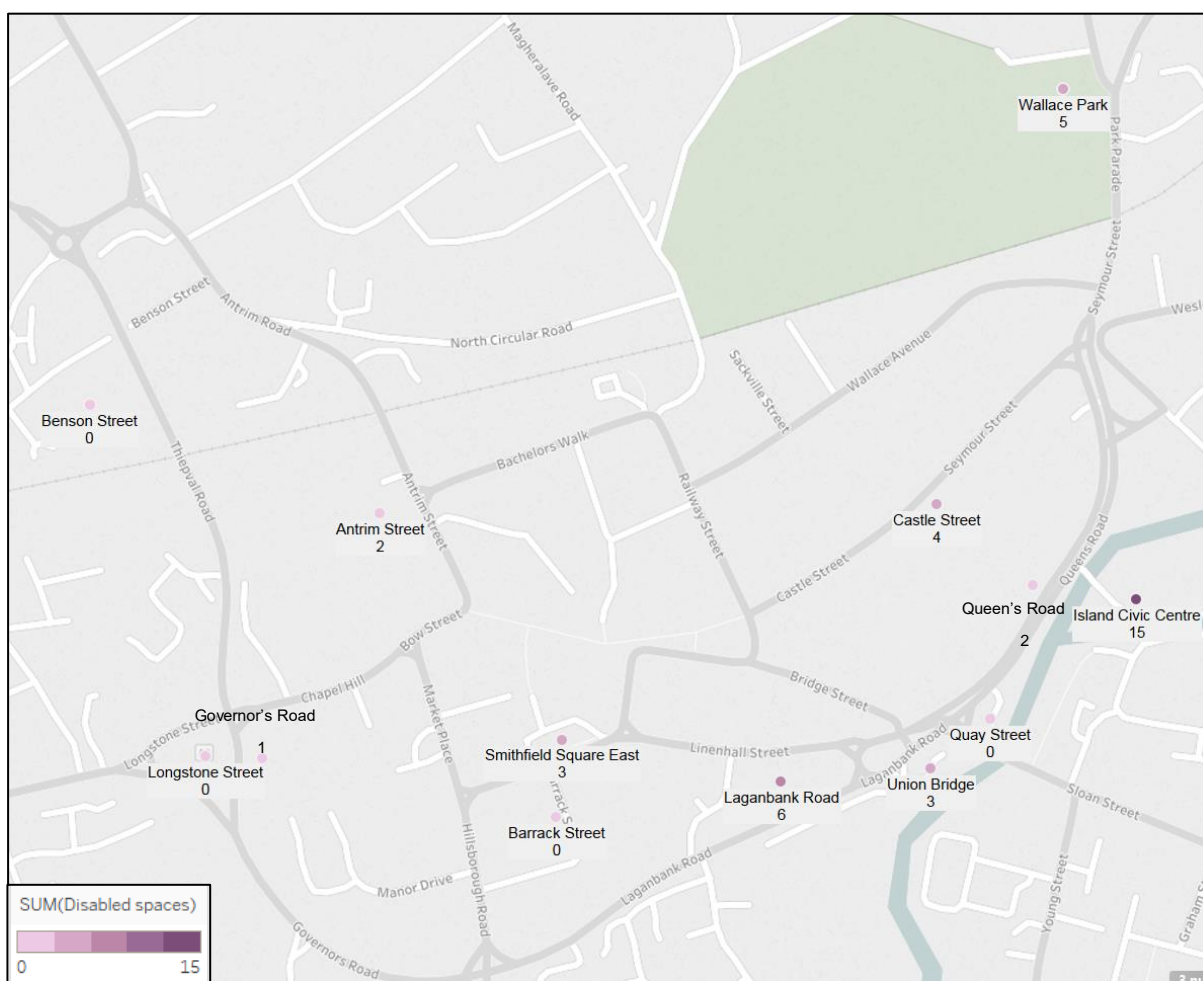 Magheralave Road
Wallace Park
5
Park Parade
Seymour Street
Benson Street
Antrim Road
North Circular Road
Sackville Street
Wallace Avenue
Benson Street
0
Thiepval Road
Bachelors Walk
Antrim Street
Railway Street
Seymour Street
Antrim Street
2
Castle Street
4
Queens Road
Castle Street
Queen's Road
2
Island Civic Centre
15
Bow Street
Chapel Hill
Market Place
Bridge Street
Longstone Street
Governor's Road
1
Longstone Street
0
Smithfield Square East
3
Linenhall Street
Laganbank Road
Quay Street
0
Union Bridge
3
Sloan Street
Laganbank Road
6
Barrack Street
0
Hillsborough Road
Manor Drive
Laganbank Road
Governors Road
Young Street
SUM(Disabled spaces)
0 15